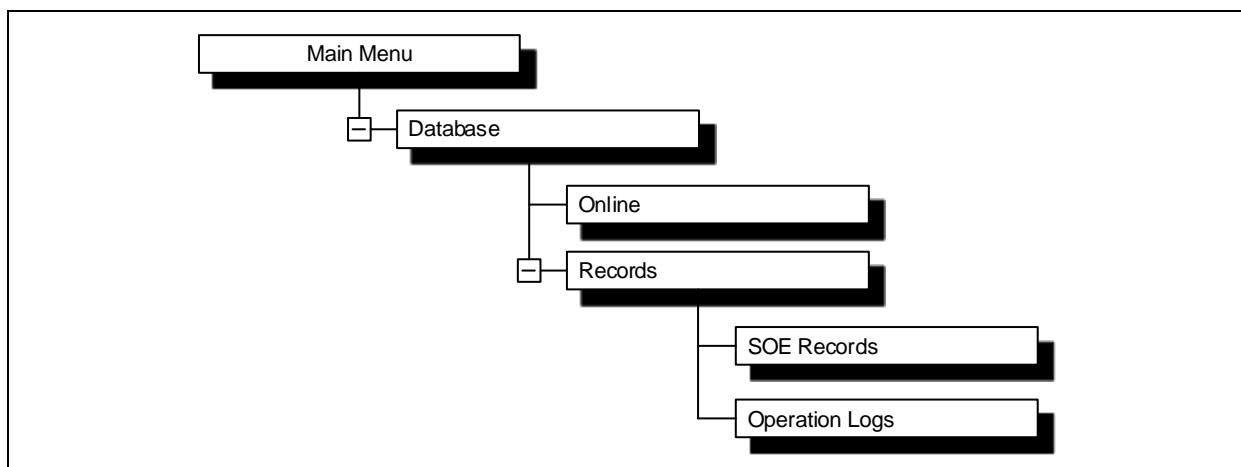 Main Menu
Database
Online
Records
SOE Records
Operation Logs